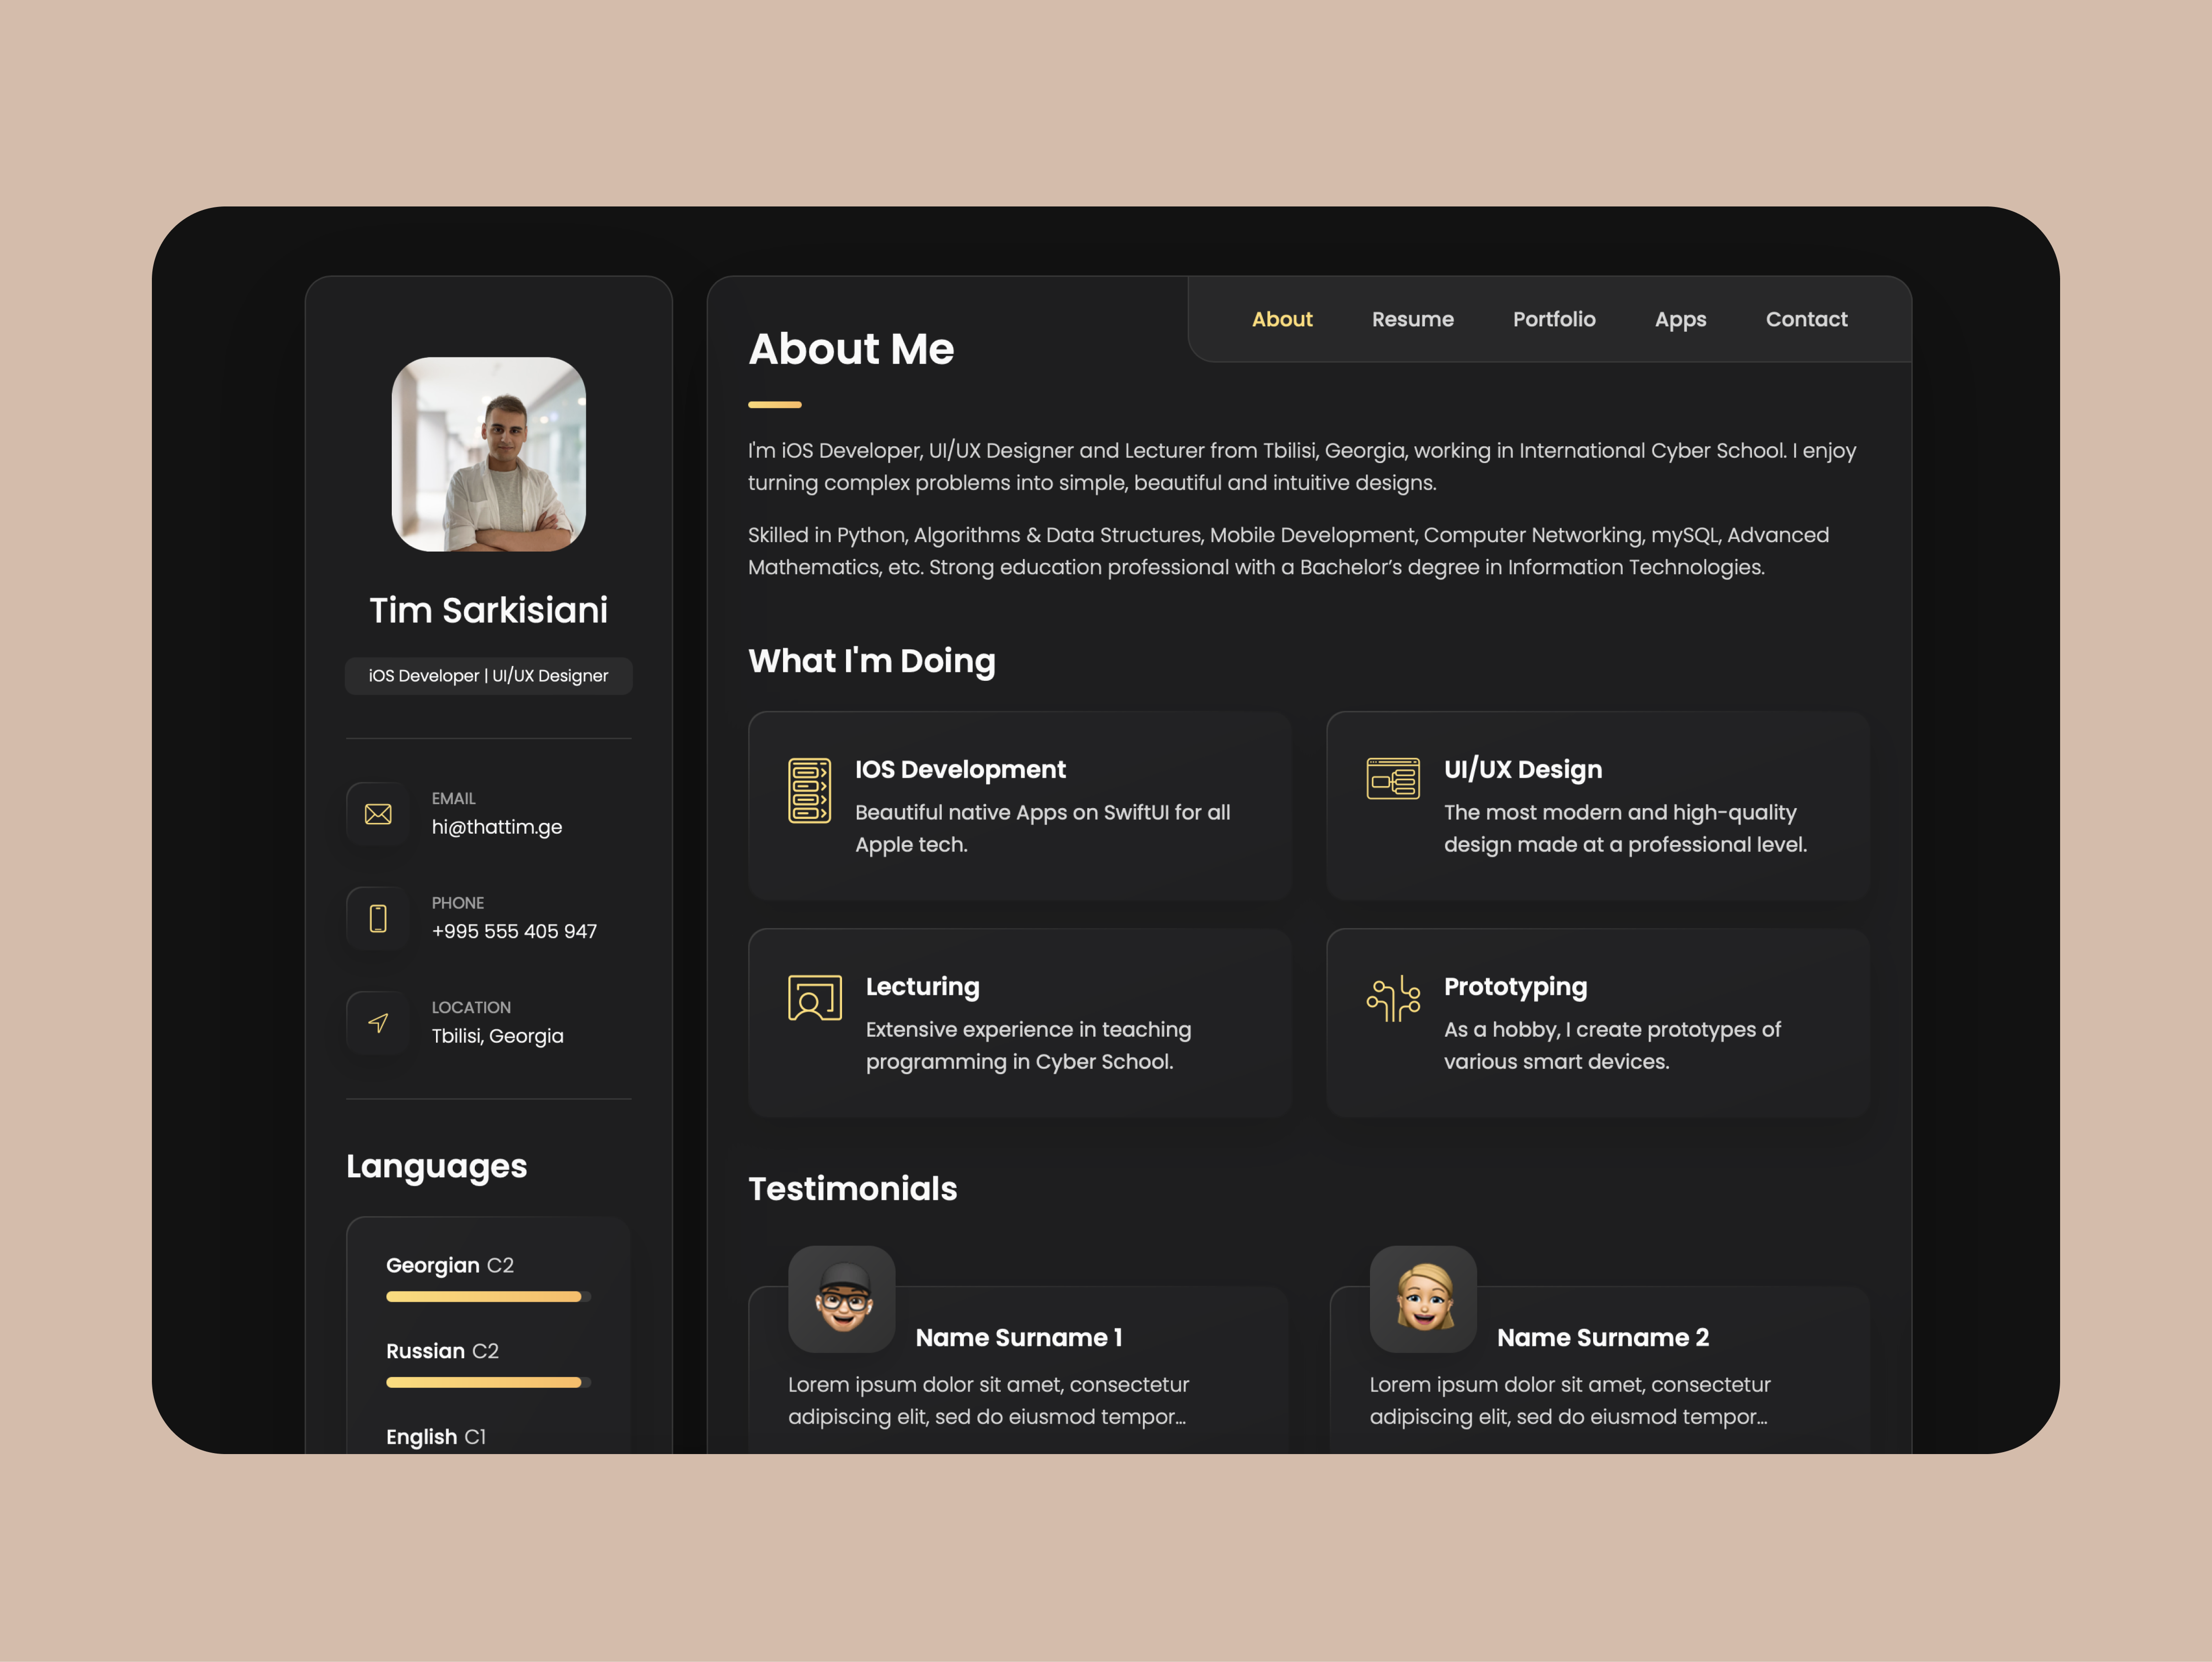 Tim Sarkisiani
iOS Developer | UI/UX Designer
EMAIL
hi@thattim.ge
PHONE
+995 555 405 947
LOCATION
Tbilisi, Georgia
Languages
Georgian C2
Russian C2
English C1
About Resume Portfolio Apps Contact
About Me
I'm iOS Developer, UI/UX Designer and Lecturer from Tbilisi, Georgia, working in International Cyber School. I enjoy
turning complex problems into simple, beautiful and intuitive designs.
Skilled in Python, Algorithms & Data Structures, Mobile Development, Computer Networking, mySQL, Advanced
Mathematics, etc. Strong education professional with a Bachelor’s degree in Information Technologies.
What I'm Doing
IOS Development
Beautiful native Apps on SwiftUI for all
Apple tech.
UI/UX Design
The most modern and high-quality
design made at a professional level.
Lecturing
Extensive experience in teaching
programming in Cyber School.
Prototyping
As a hobby, I create prototypes of
various smart devices.
Testimonials
Name Surname 1
Lorem ipsum dolor sit amet, consectetur
adipiscing elit, sed do eiusmod tempor...
Name Surname 2
Lorem ipsum dolor sit amet, consectetur
adipiscing elit, sed do eiusmod tempor...